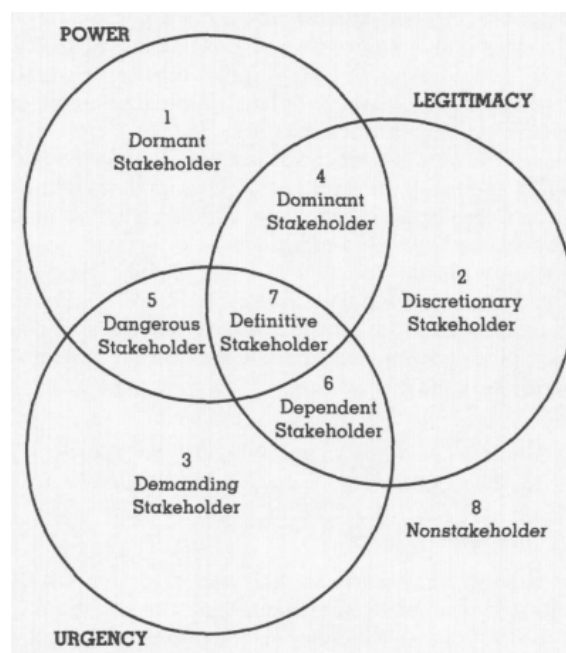 POWER
LEGITIMACY
1
Dormant
Stakeholder
4
Dominant
Stakeholder
2
Discretionary
Stakeholder
5
Dangerous
Stakeholder
7
Definitive
Stakeholder
6
Dependent
Stakeholder
3
Demanding
Stakeholder
8
Nonstakeholder
URGENCY